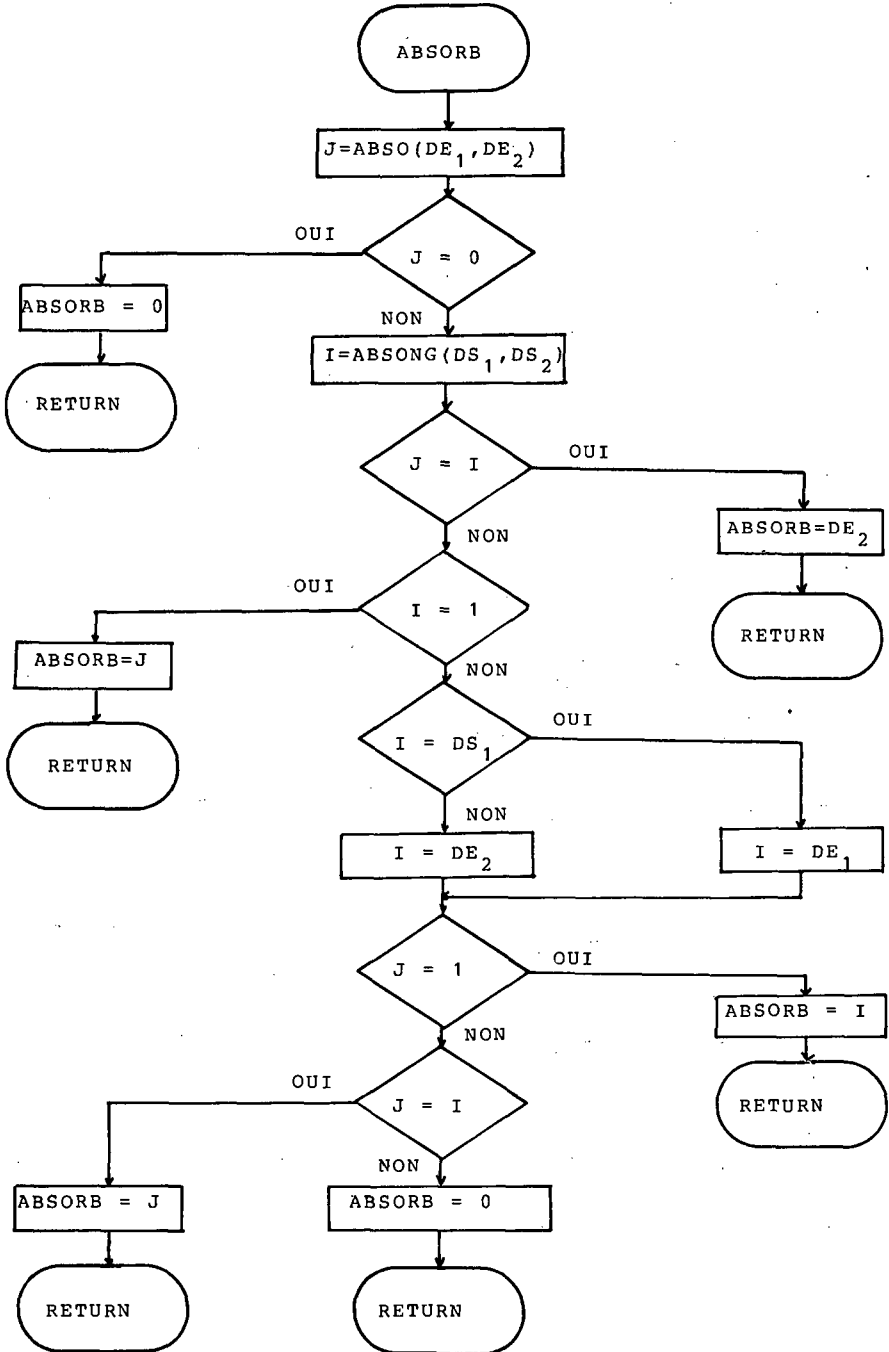 ABSORB
J=ABSO(DE₁,DE₂)
OUI
J = 0
ABSORB = 0
NON
I=ABSONG(DS₁,DS₂)
RETURN
J = I
OUI
ABSORB=DE₂
NON
OUI
I = 1
RETURN
ABSORB=J
NON
RETURN
I = DS₁
OUI
NON
I = DE₂
I = DE₁
J = 1
OUI
ABSORB = I
NON
OUI
J = I
RETURN
NON
ABSORB = J
ABSORB = 0
RETURN
RETURN